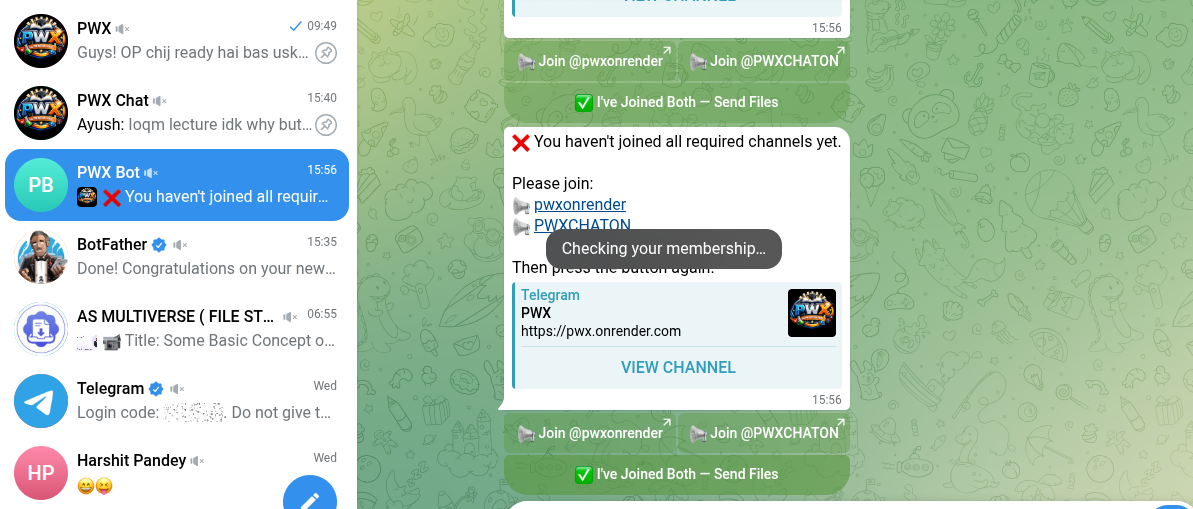 PWX
09:49
Guys! OP chij ready hai bas usk...
PWX Chat
15:40
Ayush: Ioqm lecture idk why but...
PB
PWX Bot
15:56
❌ You haven't joined all requir...
BotFather
15:35
Done! Congratulations on your new...
AS MULTIVERSE ( FILE ST...
06:55
Title: Some Basic Concept o...
Telegram
Wed
Login code: . Do not give t...
HP
Harshit Pandey
Wed
😄😝
VIEW CHANNEL
15:56
📢 Join @pwxonrender
📢 Join @PWXCHATON
✅ I've Joined Both — Send Files
❌ You haven't joined all required channels yet.
Please join:
📢 pwxonrender
📢 PWXCHATON
Checking your membership...
Then press the button again.
Telegram
PWX
https://pwx.onrender.com
PWX
VIEW CHANNEL
15:56
📢 Join @pwxonrender
📢 Join @PWXCHATON
✅ I've Joined Both — Send Files